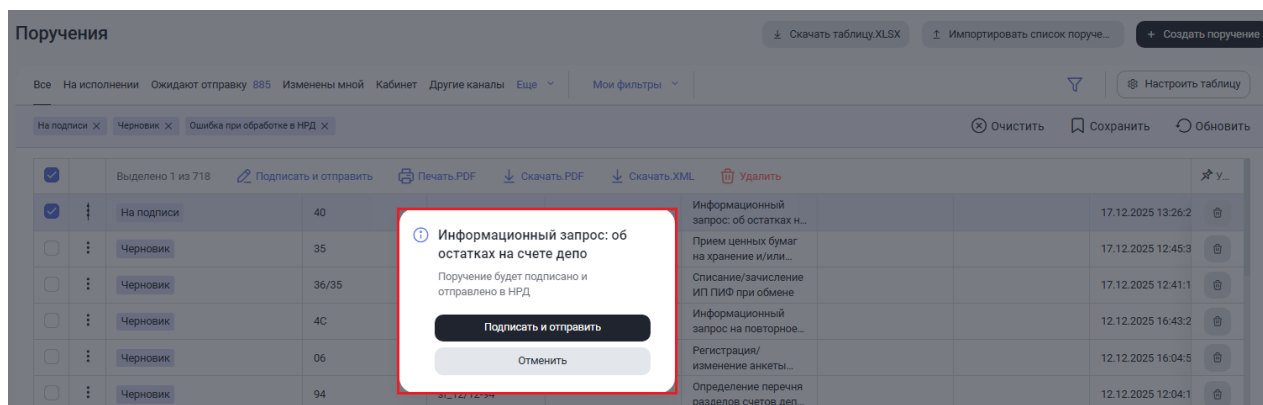 Поручения
Скачать таблицу.XLSX
Импортировать список поруче...
+ Создать поручение
Все На исполнении Ожидают отправку 885 Изменены мной Кабинет Другие каналы Еще Мои фильтры
Настроить таблицу
На подписи × Черновик × Ошибка при обработке в НРД ×
Очистить Сохранить Обновить
Выделено 1 из 718 Подписать и отправить Печать.PDF Скачать.PDF Скачать.XML Удалить У...
На подписи 40 Информационный
запрос: об остатках н... 17.12.2025 13:26:2
Черновик 35 Прием ценных бумаг
на хранение и/или... 17.12.2025 12:45:3
Черновик 36/35 Списание/зачисление
ИП ПИФ при обмене 17.12.2025 12:41:1
Черновик 4C Информационный
запрос на повторное... 12.12.2025 16:43:2
Черновик 06 Регистрация/
изменение анкеты... 12.12.2025 16:04:5
Черновик 94 Определение перечня
разделов счетов деп... 12.12.2025 12:04:1
Информационный запрос: об
остатках на счете депо
Поручение будет подписано и
отправлено в НРД
Подписать и отправить
Отменить